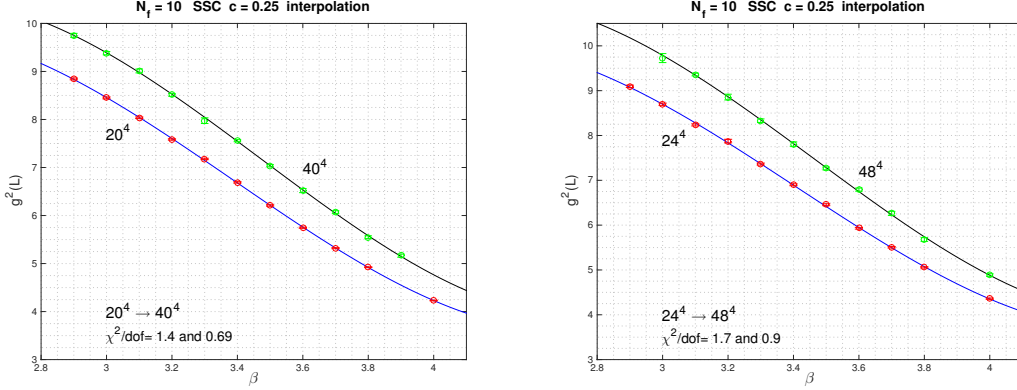 N_f = 10 SSC c = 0.25 interpolation
10
9
8
7
6
5
4
3
g²(L)
20⁴
40⁴
20⁴ → 40⁴
χ²/dof= 1.4 and 0.69
2.8 3 3.2 3.4 3.6 3.8 4
β
N_f = 10 SSC c = 0.25 interpolation
10
9
8
7
6
5
4
3
g²(L)
24⁴
48⁴
24⁴ → 48⁴
χ²/dof= 1.7 and 0.9
2.8 3 3.2 3.4 3.6 3.8 4
β